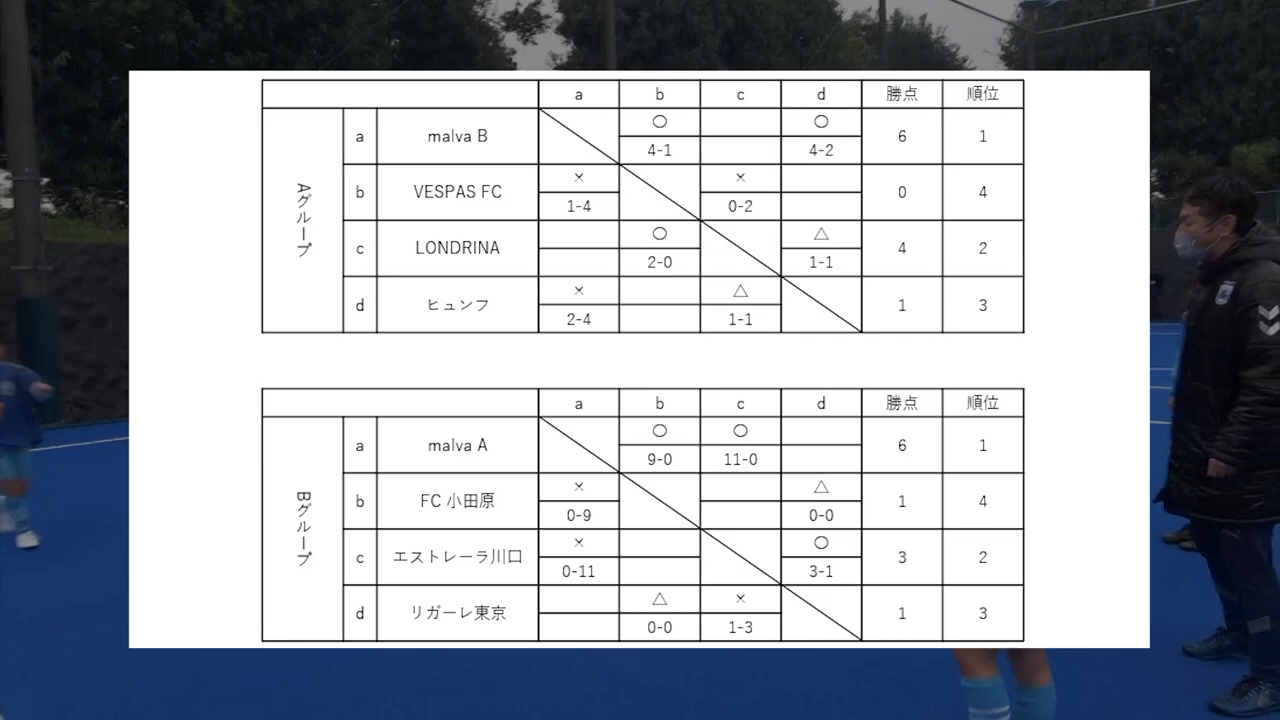 a b c d 勝点 順位
Aグループ
a malva B ○ ○ 6 1
4-1 4-2
b VESPAS FC × × 0 4
1-4 0-2
c LONDRINA ○ △ 4 2
2-0 1-1
d ヒュンフ × △ 1 3
2-4 1-1
a b c d 勝点 順位
Bグループ
a malva A ○ ○ 6 1
9-0 11-0
b FC 小田原 × △ 1 4
0-9 0-0
c エストレーラ川口 × ○ 3 2
0-11 3-1
d リガーレ東京 △ × 1 3
0-0 1-3